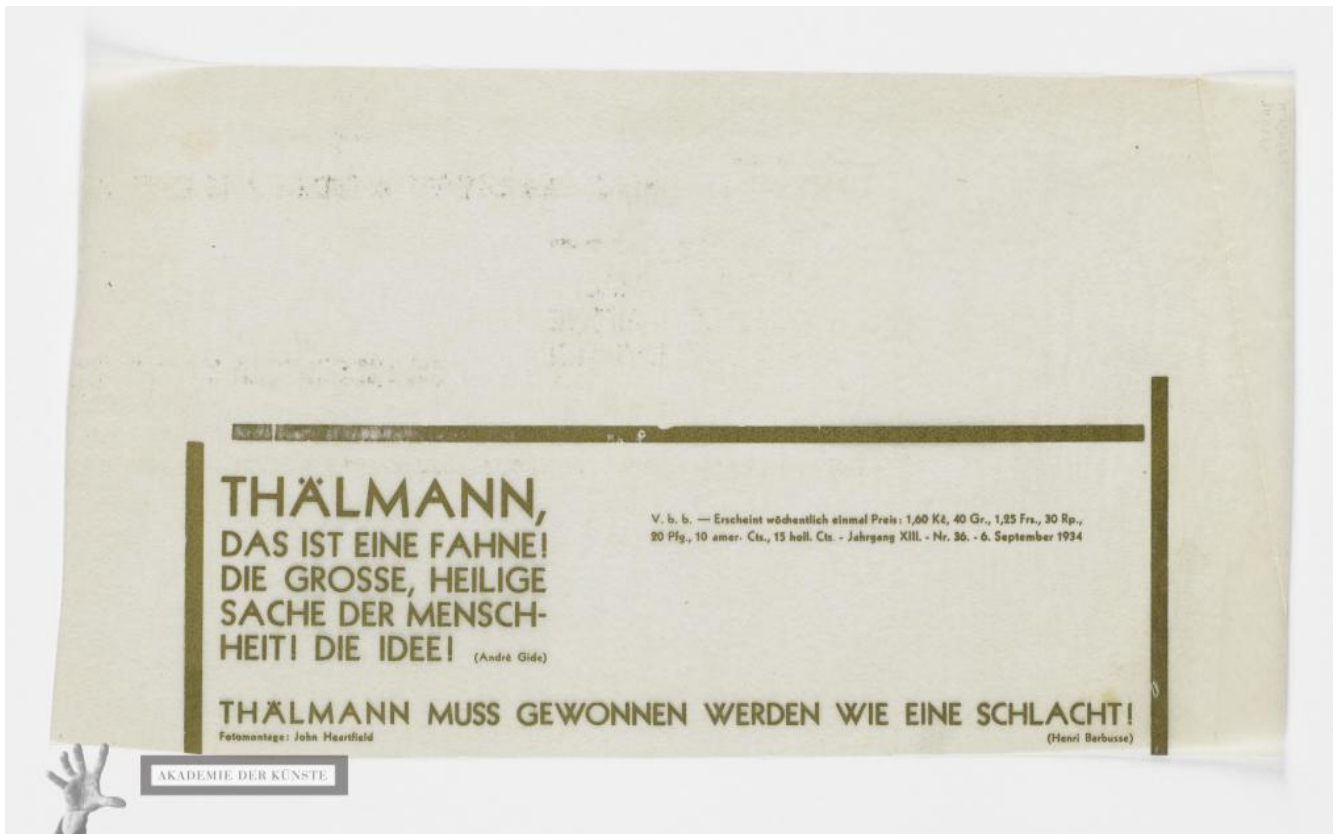 THÄLMANN,
DAS IST EINE FAHNE!
DIE GROSSE, HEILIGE
SACHE DER MENSCH-
HEIT! DIE IDEE! (André Gide)
V. b. b. — Erscheint wöchentlich einmal Preis: 1,60 Kč, 40 Gr., 1,25 Frs., 30 Rp.,
20 Pfg., 10 amer. Cts., 15 holl. Cts. - Jahrgang XIII. - Nr. 36. - 6. September 1934
THÄLMANN MUSS GEWONNEN WERDEN WIE EINE SCHLACHT!
Fotomontage: John Heartfield
(Henri Barbusse)
AKADEMIE DER KÜNSTE